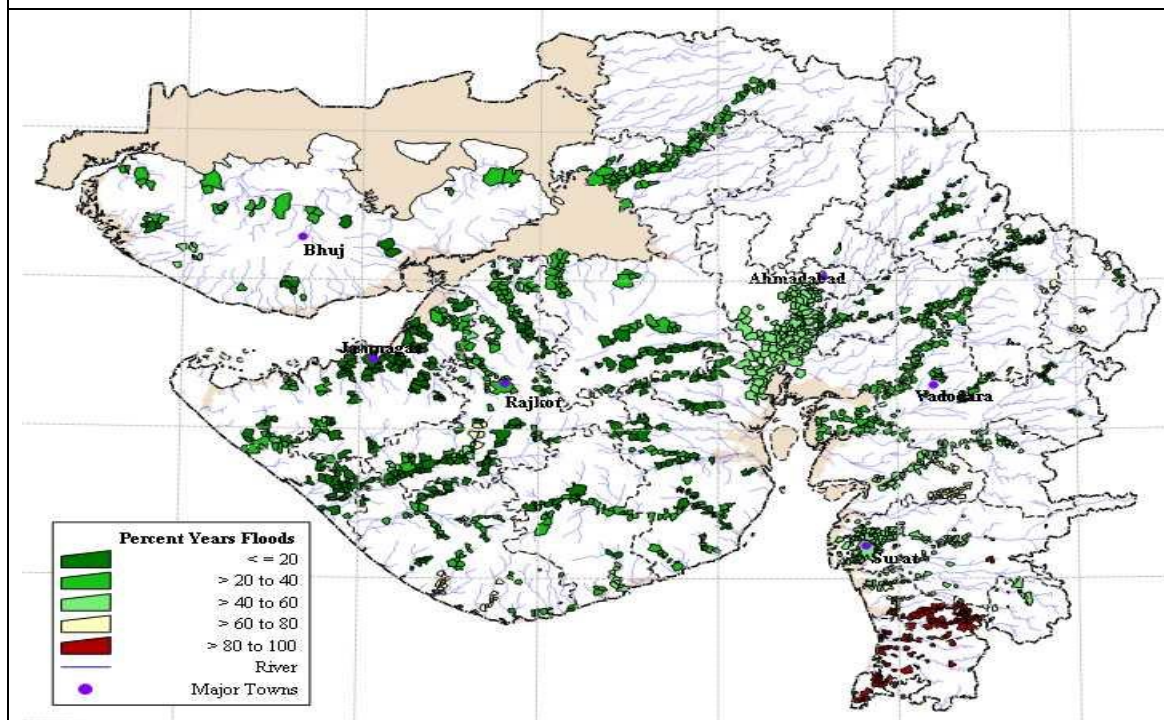 Ahmadabad
Bhuj
Jamnagar
Rajkot
Vadodara
Surat
Percent Years Floods
< = 20
> 20 to 40
> 40 to 60
> 60 to 80
> 80 to 100
River
Major Towns